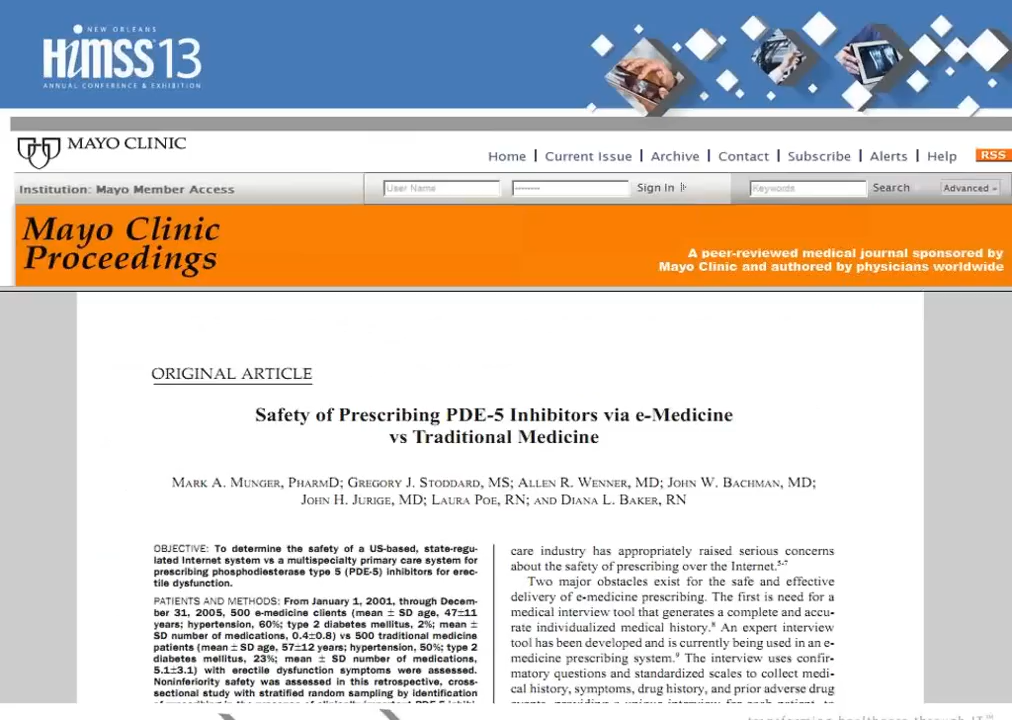 NEW ORLEANS
HIMSS13
ANNUAL CONFERENCE & EXHIBITION
MAYO CLINIC
Home | Current Issue | Archive | Contact | Subscribe | Alerts | Help RSS
Institution: Mayo Member Access
User Name
--------
Sign In
Keywords
Search
Advanced »
Mayo Clinic
Proceedings
A peer-reviewed medical journal sponsored by
Mayo Clinic and authored by physicians worldwide
ORIGINAL ARTICLE
Safety of Prescribing PDE-5 Inhibitors via e-Medicine
vs Traditional Medicine
MARK A. MUNGER, PHARMD; GREGORY J. STODDARD, MS; ALLEN R. WENNER, MD; JOHN W. BACHMAN, MD;
JOHN H. JURIGE, MD; LAURA POE, RN; AND DIANA L. BAKER, RN
OBJECTIVE: To determine the safety of a US-based, state-regu-
lated Internet system vs a multispecialty primary care system for
prescribing phosphodiesterase type 5 (PDE-5) inhibitors for erec-
tile dysfunction.
PATIENTS AND METHODS: From January 1, 2001, through Decem-
ber 31, 2005, 500 e-medicine clients (mean ± SD age, 47±11
years; hypertension, 60%; type 2 diabetes mellitus, 2%; mean ±
SD number of medications, 0.4±0.8) vs 500 traditional medicine
patients (mean ± SD age, 57±12 years; hypertension, 50%; type 2
diabetes mellitus, 23%; mean ± SD number of medications,
5.1±3.1) with erectile dysfunction symptoms were assessed.
Noninferiority safety was assessed in this retrospective, cross-
sectional study with stratified random sampling by identification
care industry has appropriately raised serious concerns
about the safety of prescribing over the Internet.5-7
Two major obstacles exist for the safe and effective
delivery of e-medicine prescribing. The first is need for a
medical interview tool that generates a complete and accu-
rate individualized medical history.8 An expert interview
tool has been developed and is currently being used in an e-
medicine prescribing system.9 The interview uses confir-
matory questions and standardized scales to collect medi-
cal history, symptoms, drug history, and prior adverse drug